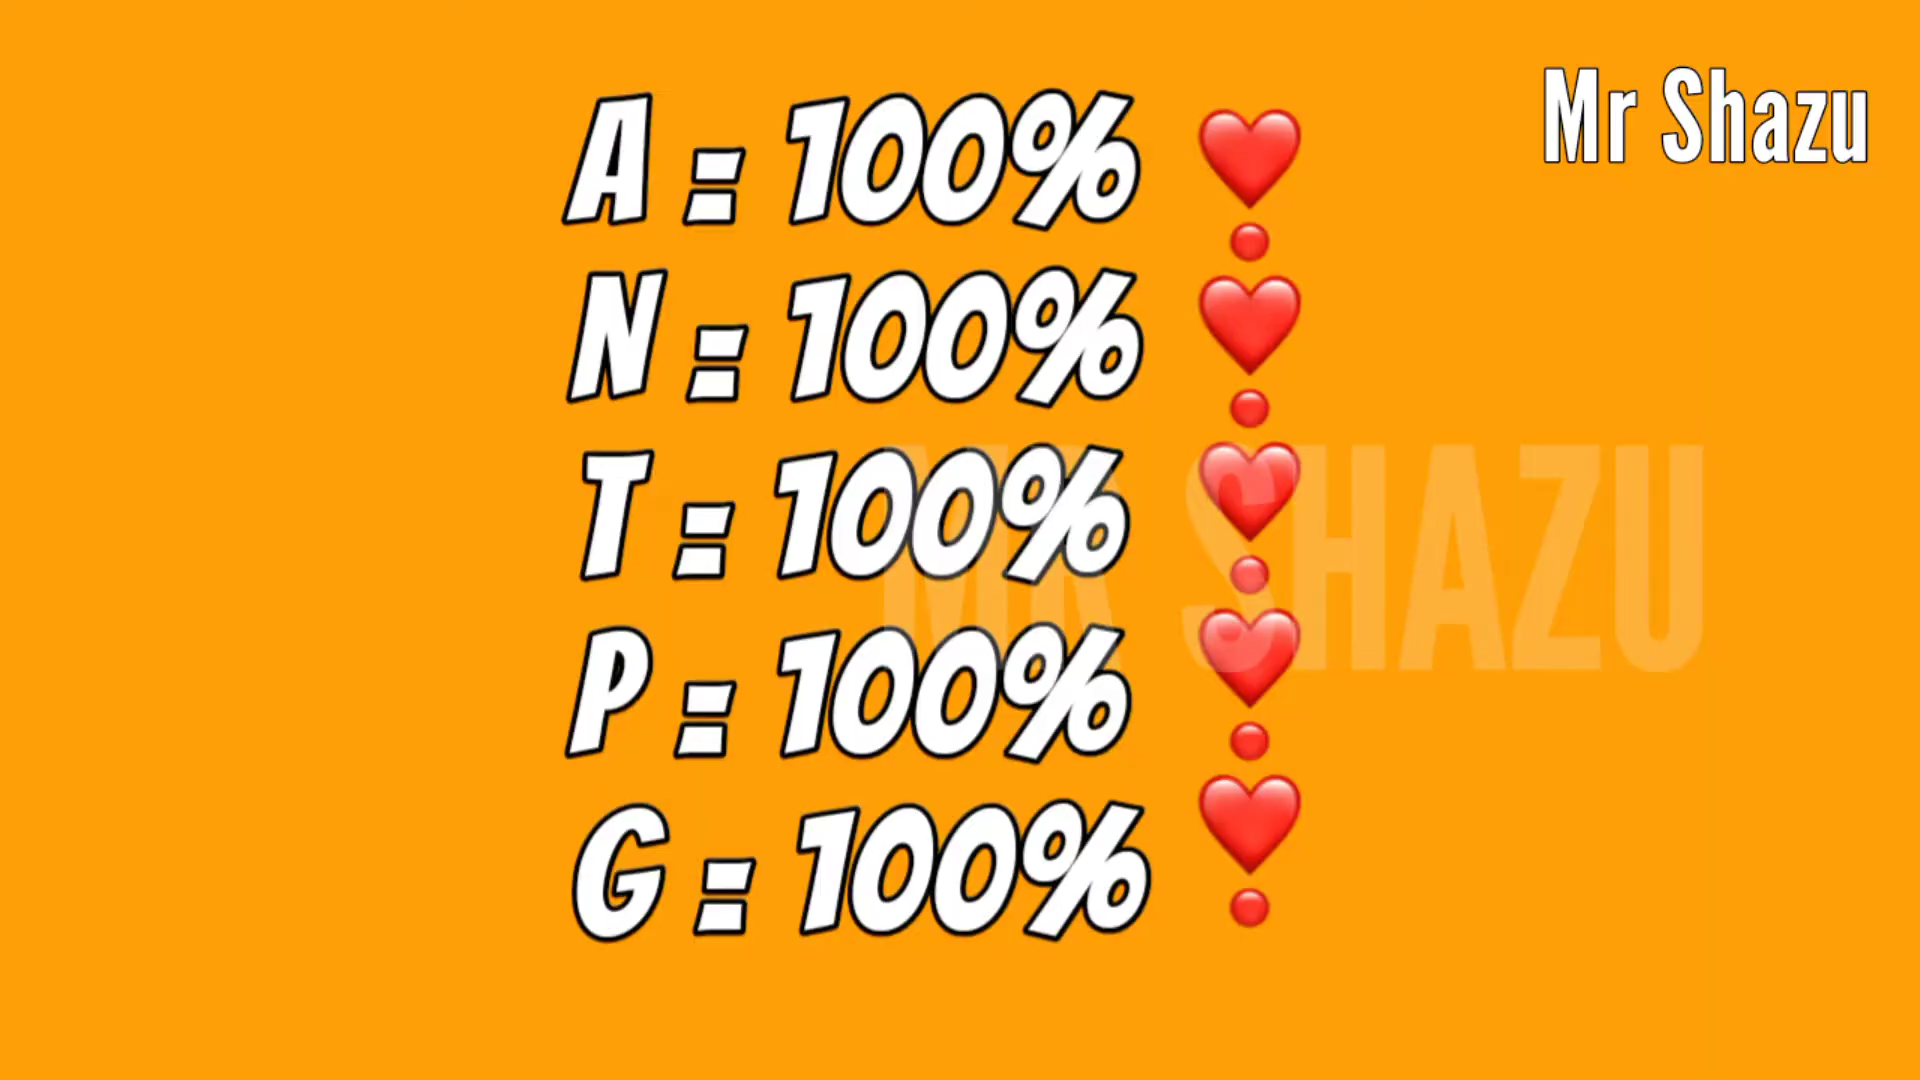 Mr Shazu
A = 100% ❣️
N = 100% ❣️
T = 100% ❣️
P = 100% ❣️
G = 100% ❣️
MR SHAZU